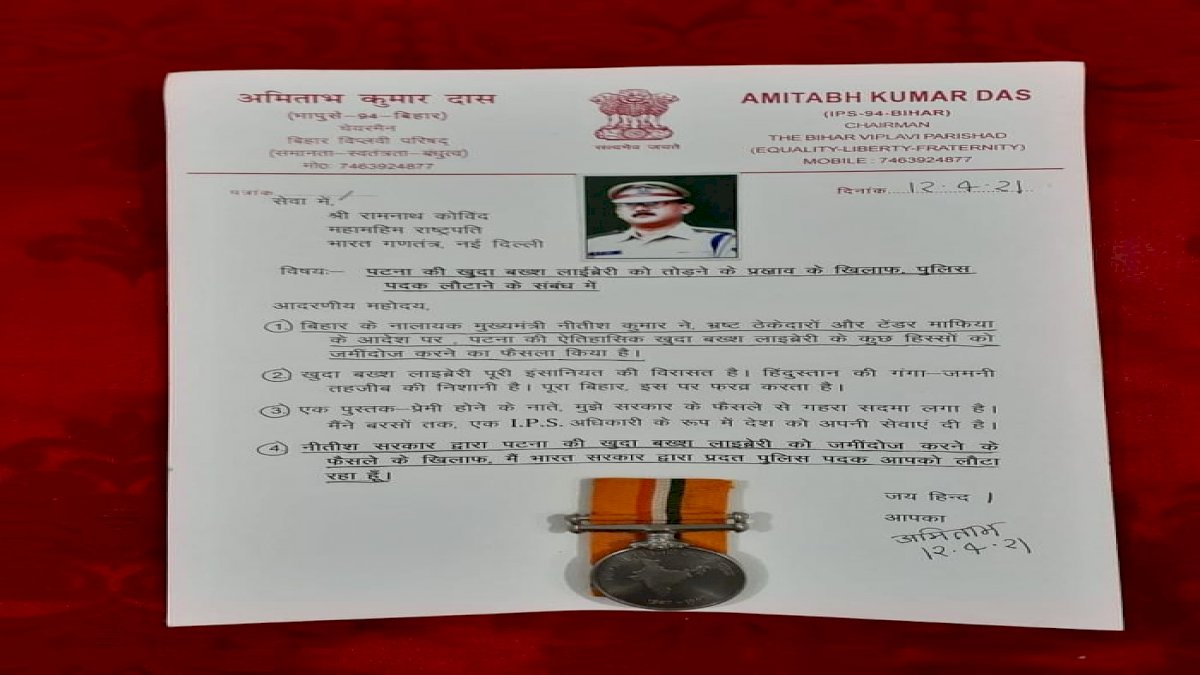 अमिताभ कुमार दास
(भापुसे-94-बिहार)
चेयरमैन
बिहार विप्लवी परिषद्
(समानता-स्वतंत्रता-बंधुत्व)
मो0: 7463924877
सत्यमेव जयते
AMITABH KUMAR DAS
(IPS-94-BIHAR)
CHAIRMAN
THE BIHAR VIPLAVI PARISHAD
(EQUALITY-LIBERTY-FRATERNITY)
MOBILE : 7463924877
पत्रांक
दिनांक 12.4.21
सेवा में,
श्री रामनाथ कोविंद
महामहिम राष्ट्रपति
भारत गणतंत्र, नई दिल्ली
विषयः- पटना की खुदा बख्श लाईब्रेरी को तोड़ने के प्रस्ताव के खिलाफ, पुलिस
पदक लौटाने के संबंध में
आदरणीय महोदय,
1 बिहार के नालायक मुख्यमंत्री नीतीश कुमार ने, भ्रष्ट ठेकेदारों और टेंडर माफिया
के आदेश पर , पटना की ऐतिहासिक खुदा बख्श लाइब्रेरी के कुछ हिस्सों को
जमींदोज करने का फैसला किया है।
2 खुदा बख्श लाइब्रेरी पूरी इंसानियत की विरासत है। हिंदुस्तान की गंगा-जमनी
तहजीब की निशानी है। पूरा बिहार, इस पर फख्र करता है।
3 एक पुस्तक-प्रेमी होने के नाते, मुझे सरकार के फैसले से गहरा सदमा लगा है।
मैंने बरसों तक, एक I.P.S. अधिकारी के रूप में देश को अपनी सेवाएं दी है।
4 नीतीश सरकार द्वारा पटना की खुदा बख्श लाइब्रेरी को जमींदोज करने के
फैसले के खिलाफ, मैं भारत सरकार द्वारा प्रदत पुलिस पदक आपको लौटा
रहा हूँ।
जय हिन्द ।
आपका
अमिताभ
12.4.21